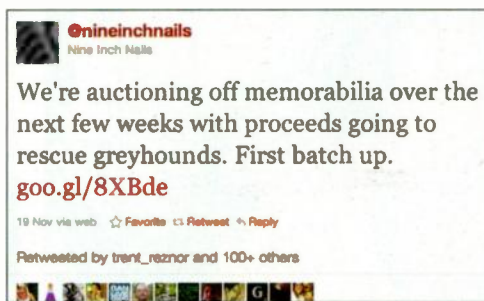 @nineinchnails
Nine Inch Nails
We're auctioning off memorabilia over the
next few weeks with proceeds going to
rescue greyhounds. First batch up.
goo.gl/8XBde
19 Nov via web Favorite Retweet Reply
Retweeted by trent_reznor and 100+ others